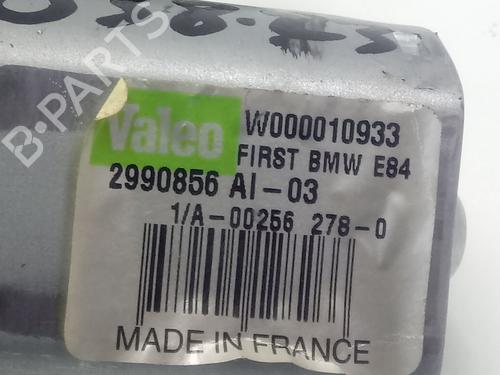 B-PARTS
Valeo
W000010933
FIRST BMW E84
2990856 AI-03
1/A-00256 278-0
MADE IN FRANCE